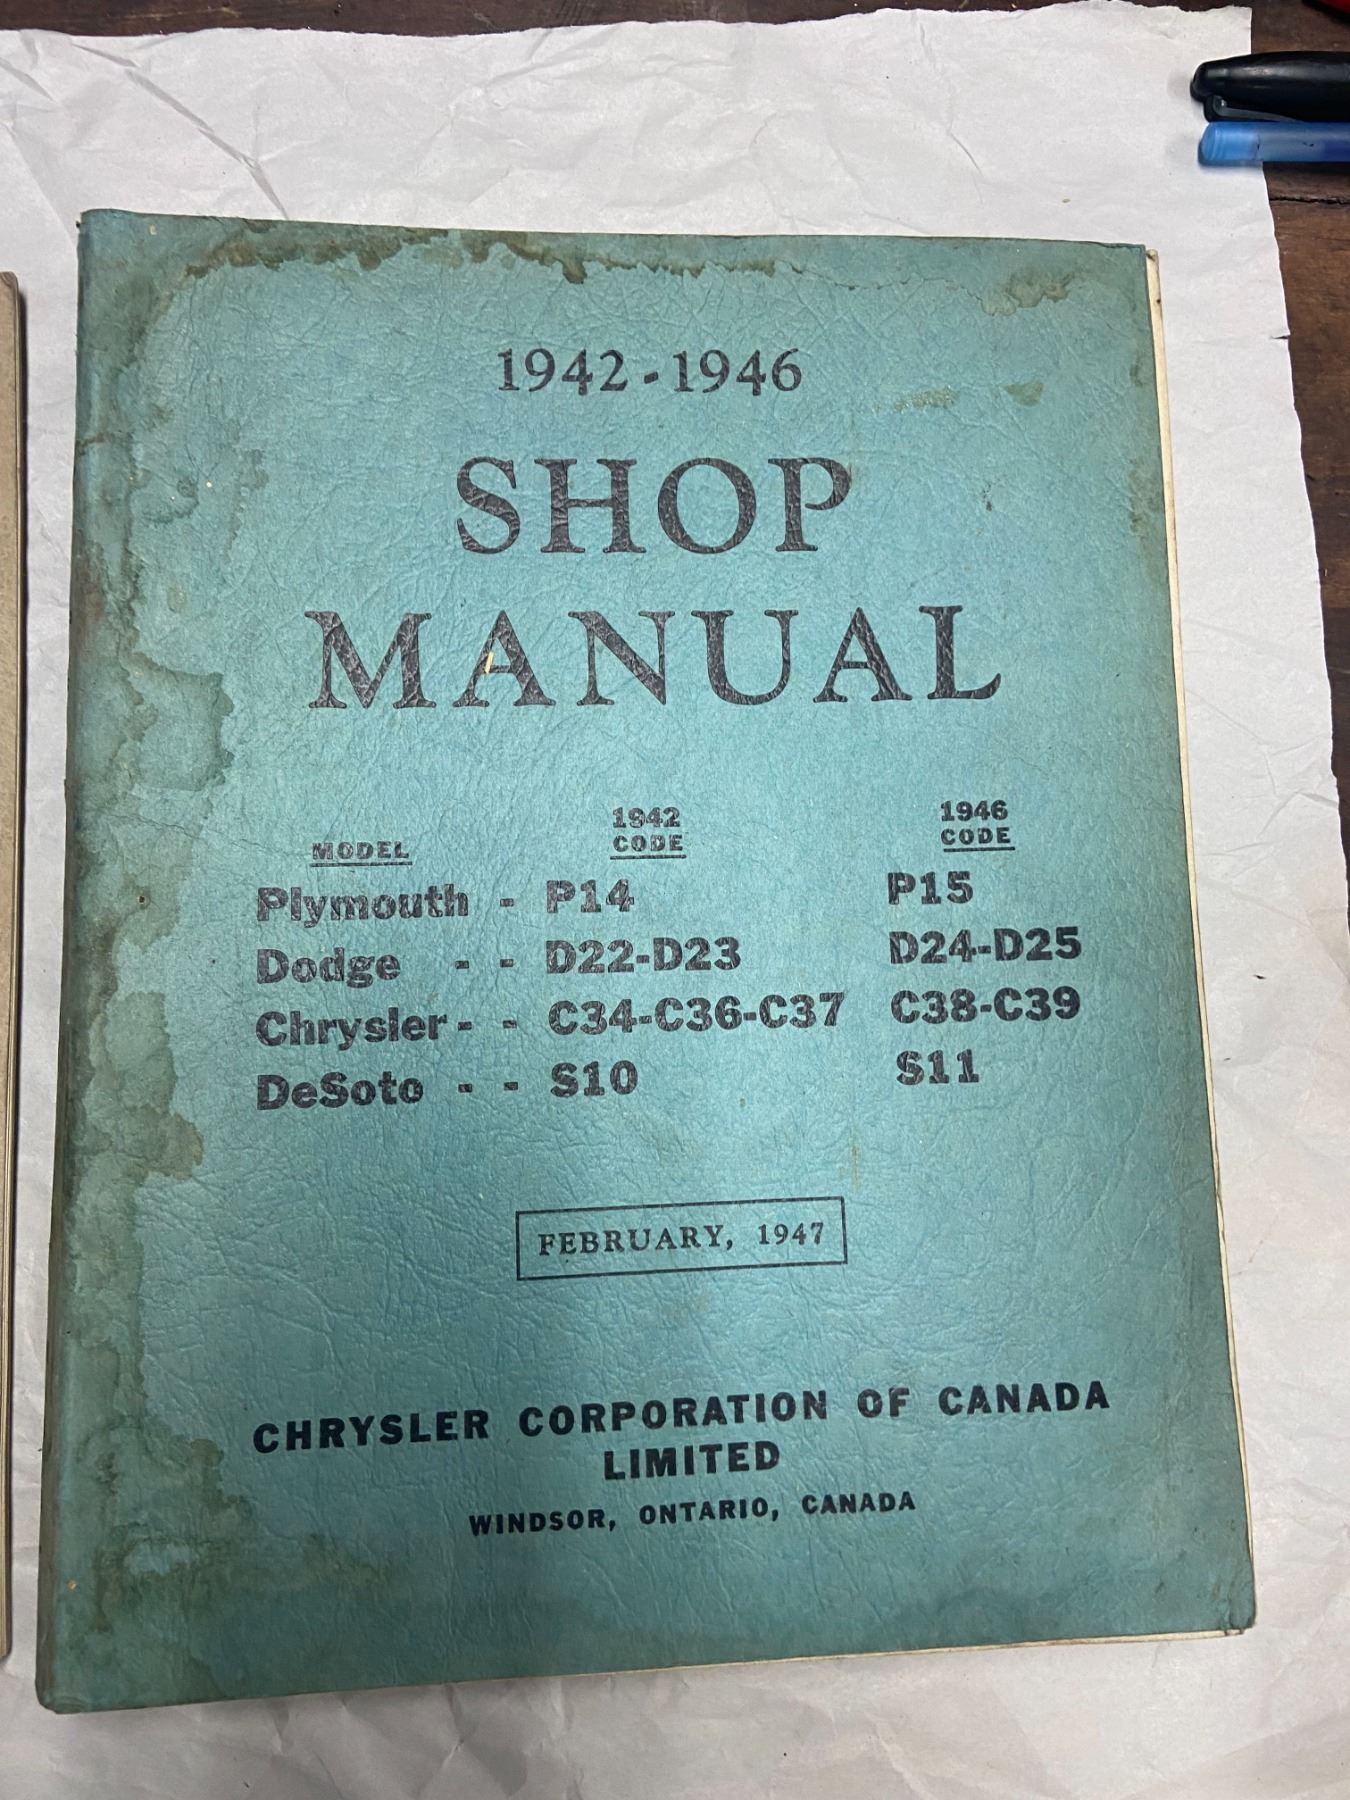 1942-1946
SHOP
MANUAL
MODEL 1942 CODE 1946 CODE
Plymouth - P14 P15
Dodge - - D22-D23 D24-D25
Chrysler - - C34-C36-C37 C38-C39
DeSoto - - S10 S11
FEBRUARY, 1947
CHRYSLER CORPORATION OF CANADA
LIMITED
WINDSOR, ONTARIO, CANADA